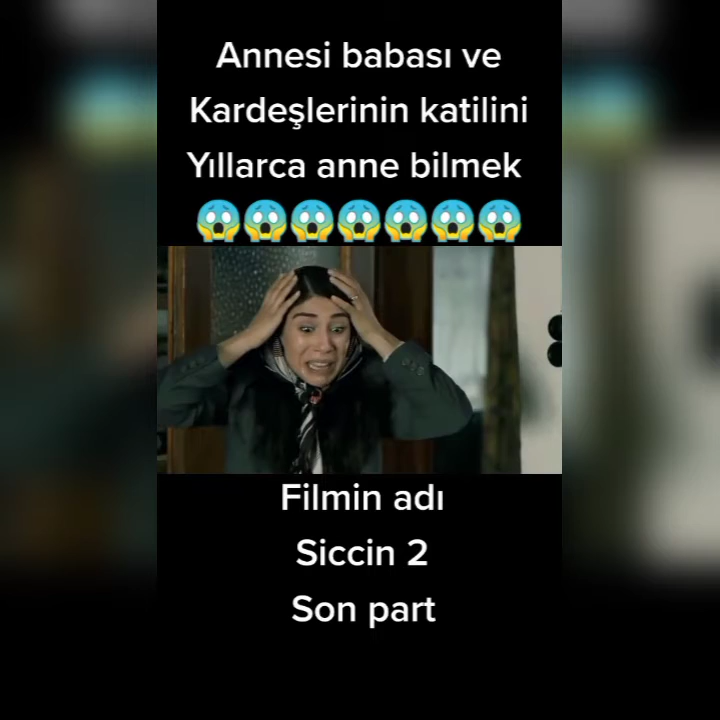 Annesi babası ve
Kardeşlerinin katilini
Yıllarca anne bilmek
😱😱😱😱😱😱😱
Filmin adı
Siccin 2
Son part